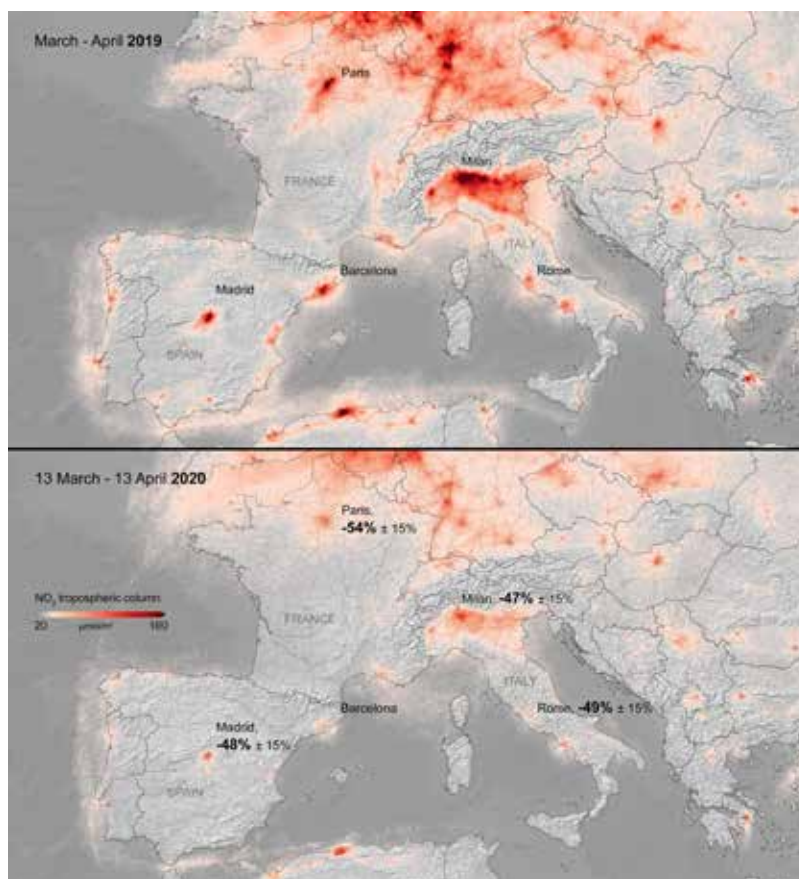 March - April 2019
Paris
FRANCE
Milan
ITALY
Barcelona
Rome
Madrid
SPAIN
13 March - 13 April 2020
Paris,
-54% ± 15%
NO₂ tropospheric column
20 160
FRANCE
Milan, -47% ± 15%
ITALY
Barcelona
Rome, -49% ± 15%
Madrid,
-48% ± 15%
SPAIN